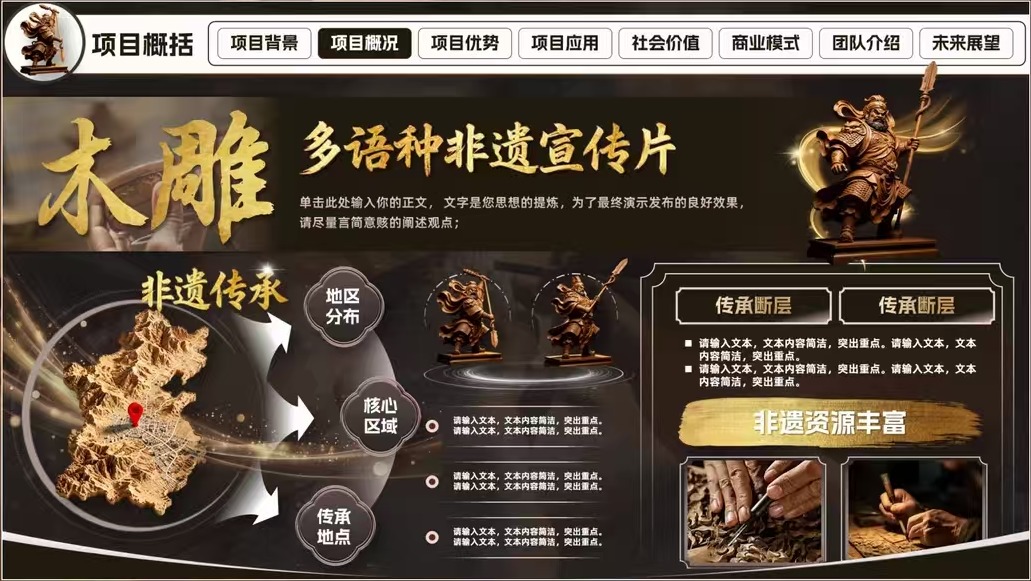 项目概括
项目背景
项目概况
项目优势
项目应用
社会价值
商业模式
团队介绍
未来展望
木雕
多语种非遗宣传片
单击此处输入你的正文， 文字是您思想的提炼，为了最终演示发布的良好效果，
请尽量言简意赅的阐述观点；
非遗传承
地区
分布
核心
区域
传承
地点
请输入文本，文本内容简洁，突出重点。
请输入文本，文本内容简洁，突出重点。
请输入文本，文本内容简洁，突出重点。
请输入文本，文本内容简洁，突出重点。
请输入文本，文本内容简洁，突出重点。
请输入文本，文本内容简洁，突出重点。
传承断层
传承断层
■ 请输入文本，文本内容简洁，突出重点。请输入文本，文本
内容简洁，突出重点。
■ 请输入文本，文本内容简洁，突出重点。请输入文本，文本
内容简洁，突出重点。
非遗资源丰富